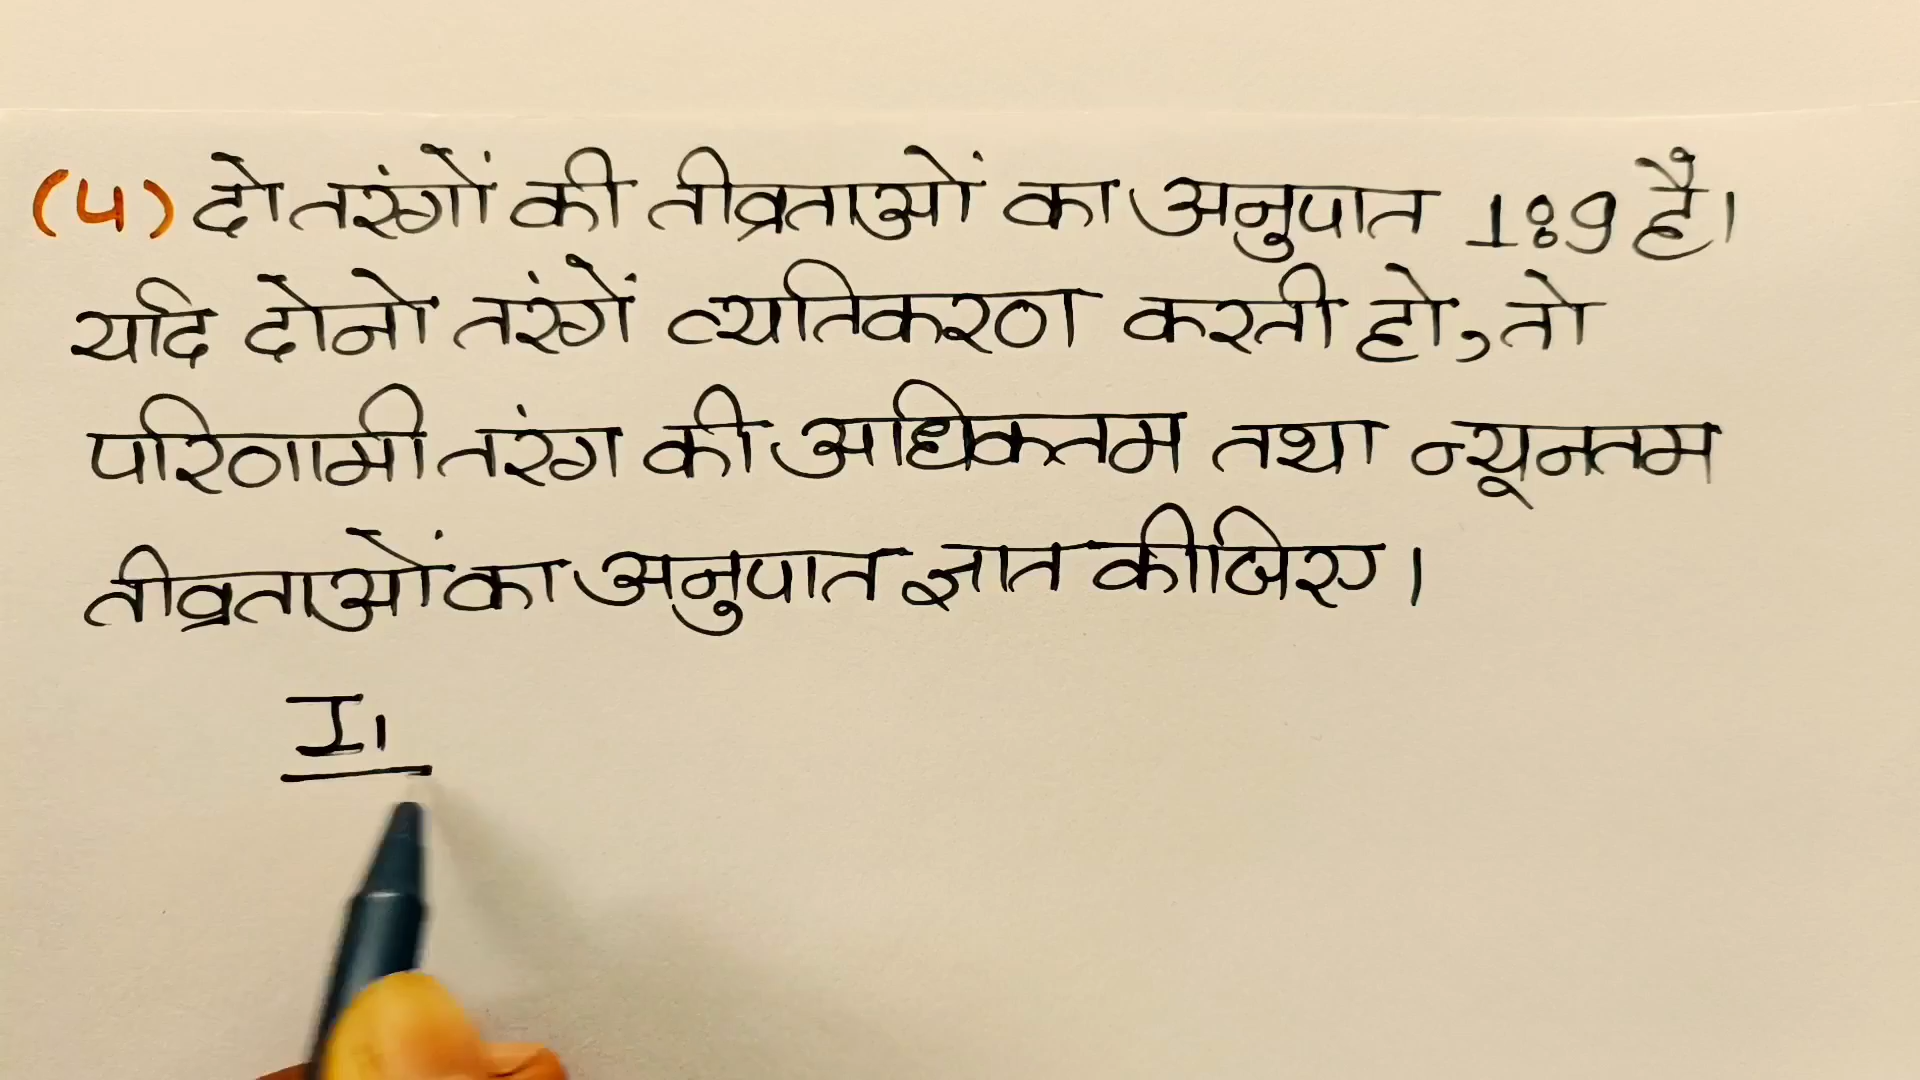 (५) दो तरंगों की तीव्रताओं का अनुपात 1:9 है।
यदि दोनो तरंगें व्यतिकरण करती हो, तो
परिणामी तरंग की अधिकतम तथा न्यूनतम
तीव्रताओं का अनुपात ज्ञात कीजिए।
I₁